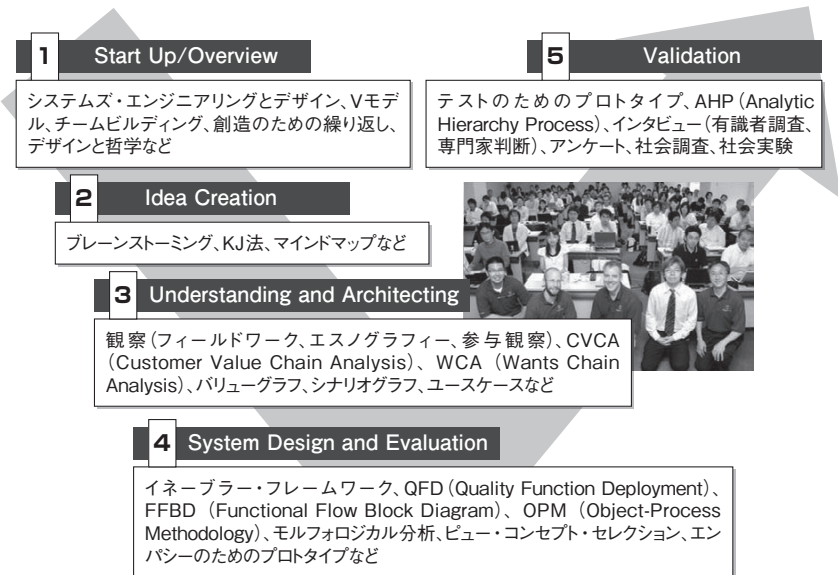 1 Start Up/Overview
システムズ・エンジニアリングとデザイン、Vモデ
ル、チームビルディング、創造のための繰り返し、
デザインと哲学など
2 Idea Creation
ブレーンストーミング、KJ法、マインドマップなど
3 Understanding and Architecting
観察（フィールドワーク、エスノグラフィー、参与観察）、CVCA
（Customer Value Chain Analysis）、WCA（Wants Chain
Analysis）、バリューグラフ、シナリオグラフ、ユースケースなど
4 System Design and Evaluation
イネーブラー・フレームワーク、QFD（Quality Function Deployment）、
FFBD（Functional Flow Block Diagram）、OPM（Object-Process
Methodology）、モルフォロジカル分析、ピュー・コンセプト・セレクション、エン
パシーのためのプロトタイプなど
5 Validation
テストのためのプロトタイプ、AHP（Analytic
Hierarchy Process）、インタビュー（有識者調査、
専門家判断）、アンケート、社会調査、社会実験